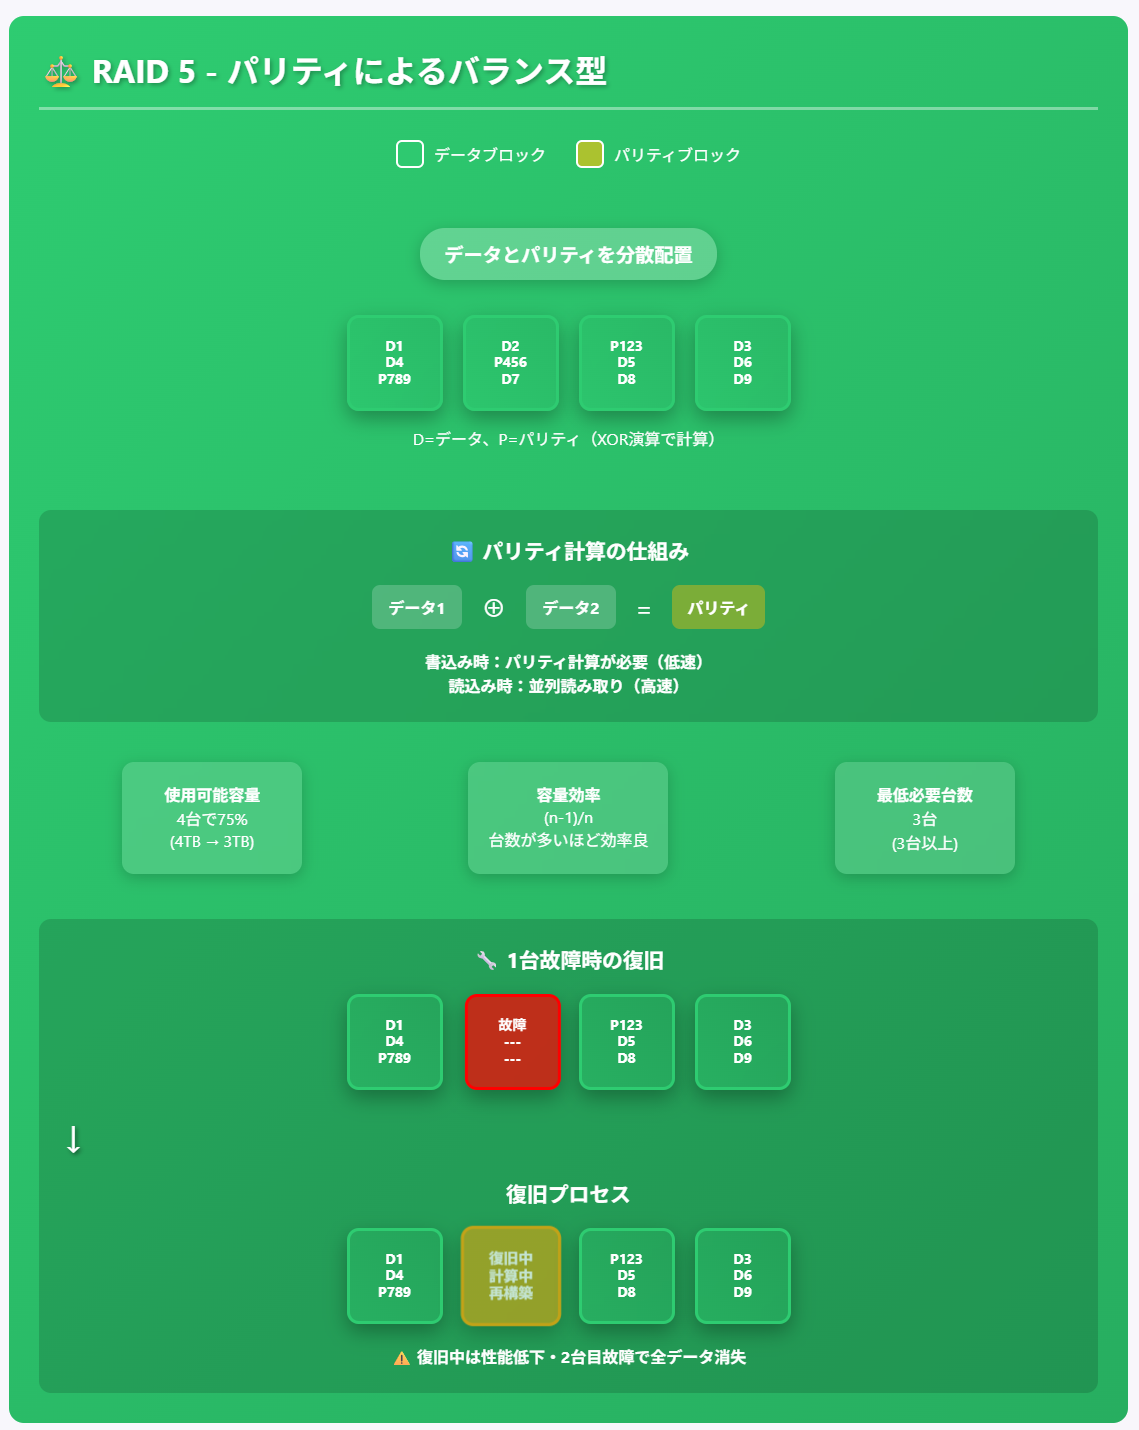 ⚖️ RAID 5 - パリティによるバランス型
データブロック パリティブロック
データとパリティを分散配置
D1
D4
P789
D2
P456
D7
P123
D5
D8
D3
D6
D9
D=データ、P=パリティ（XOR演算で計算）
🔄 パリティ計算の仕組み
データ1 ⊕ データ2 = パリティ
書込み時：パリティ計算が必要（低速）
読込み時：並列読み取り（高速）
使用可能容量
4台で75%
(4TB → 3TB)
容量効率
(n-1)/n
台数が多いほど効率良
最低必要台数
3台
(3台以上)
🔧 1台故障時の復旧
D1
D4
P789
故障
---
---
P123
D5
D8
D3
D6
D9
↓
復旧プロセス
D1
D4
P789
復旧中
計算中
再構築
P123
D5
D8
D3
D6
D9
⚠️ 復旧中は性能低下・2台目故障で全データ消失